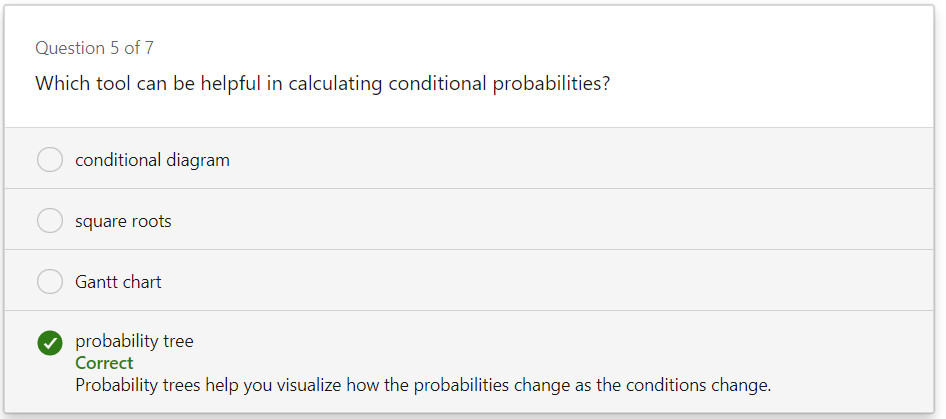 Question 5 of 7
Which tool can be helpful in calculating conditional probabilities?
conditional diagram
square roots
Gantt chart
probability tree
Correct
Probability trees help you visualize how the probabilities change as the conditions change.